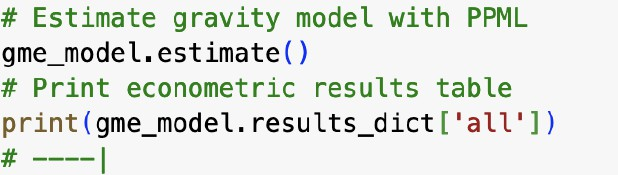 # Estimate gravity model with PPML
gme_model.estimate()
# Print econometric results table
print(gme_model.results_dict['all'])
# ----|